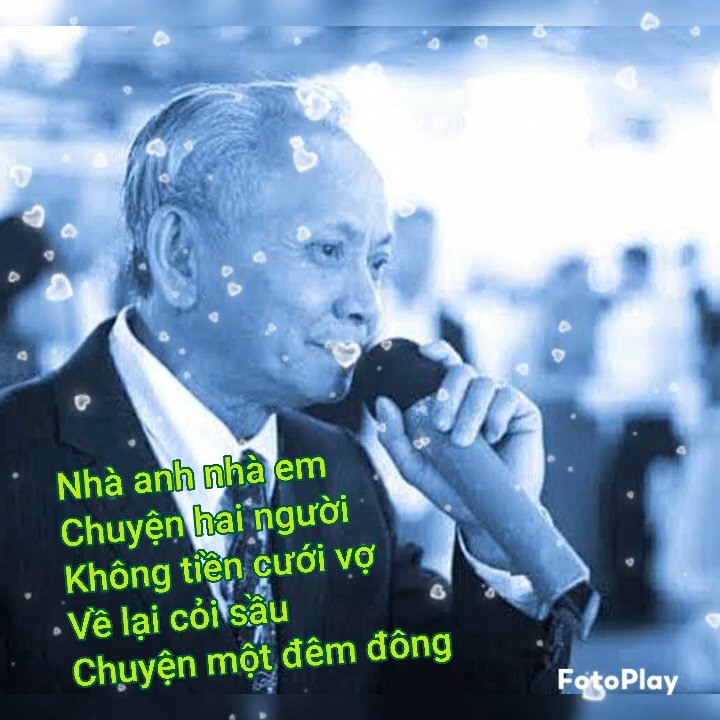 Nhà anh nhà em
Chuyện hai người
Không tiền cưới vợ
Về lại cỏi sầu
Chuyện một đêm đông
FotoPlay